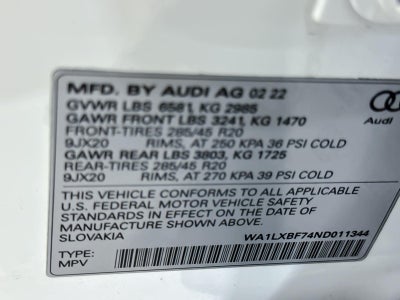 MFD. BY AUDI AG 02 22
GVWR LBS 6581, KG 2985
GAWR FRONT LBS 3241, KG 1470
FRONT-TIRES 285/45 R20
9JX20 RIMS, AT 250 KPA 36 PSI COLD
GAWR REAR LBS 3803, KG 1725
REAR-TIRES 285/45 R20
9JX20 RIMS, AT 270 KPA 39 PSI COLD
THIS VEHICLE CONFORMS TO ALL APPLICABLE
FEDERAL MOTOR VEHICLE SAFETY
STANDARDS IN EFFECT ON THE DATE OF
MANUFACTURE SHOWN ABOVE.
SLOVAKIA WA1LXBF74ND011344
TYPE:
MPV
Audi